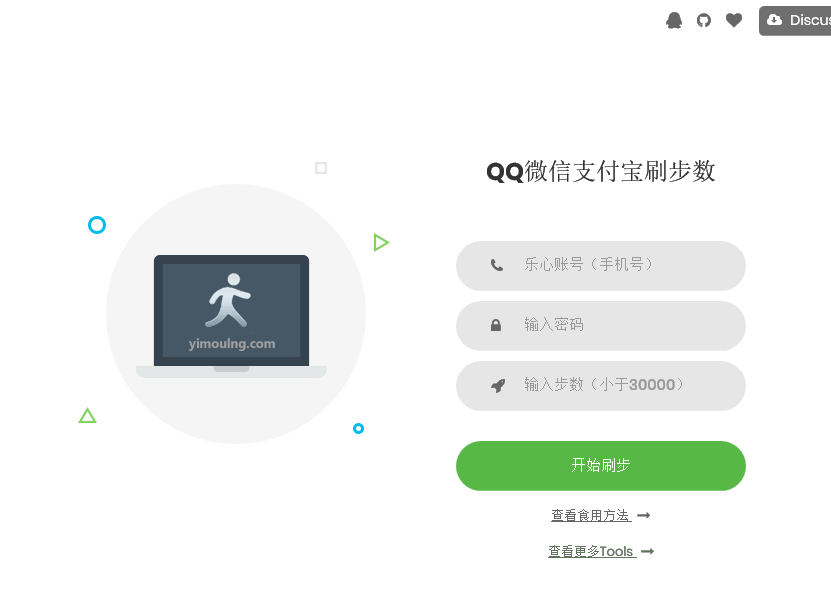 Discus
QQ微信支付宝刷步数
乐心账号（手机号）
输入密码
输入步数（小于30000）
yimoulng.com
开始刷步
查看食用方法
查看更多Tools